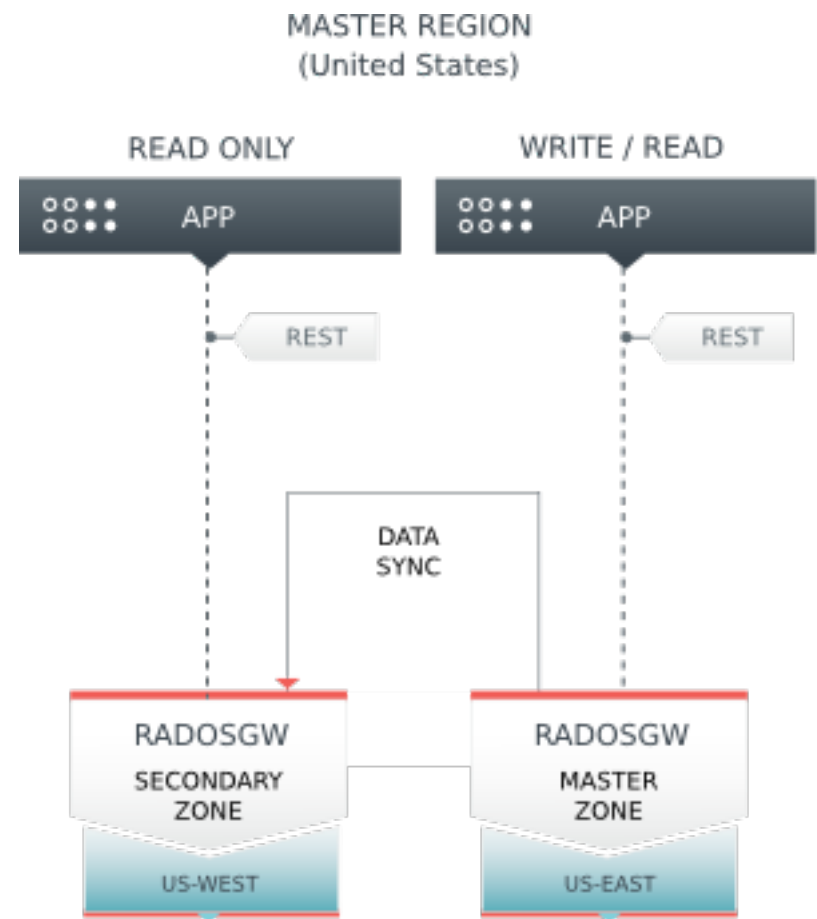 MASTER REGION
(United States)
READ ONLY
WRITE / READ
APP
APP
REST
REST
DATA
SYNC
RADOSGW
SECONDARY
ZONE
US-WEST
RADOSGW
MASTER
ZONE
US-EAST